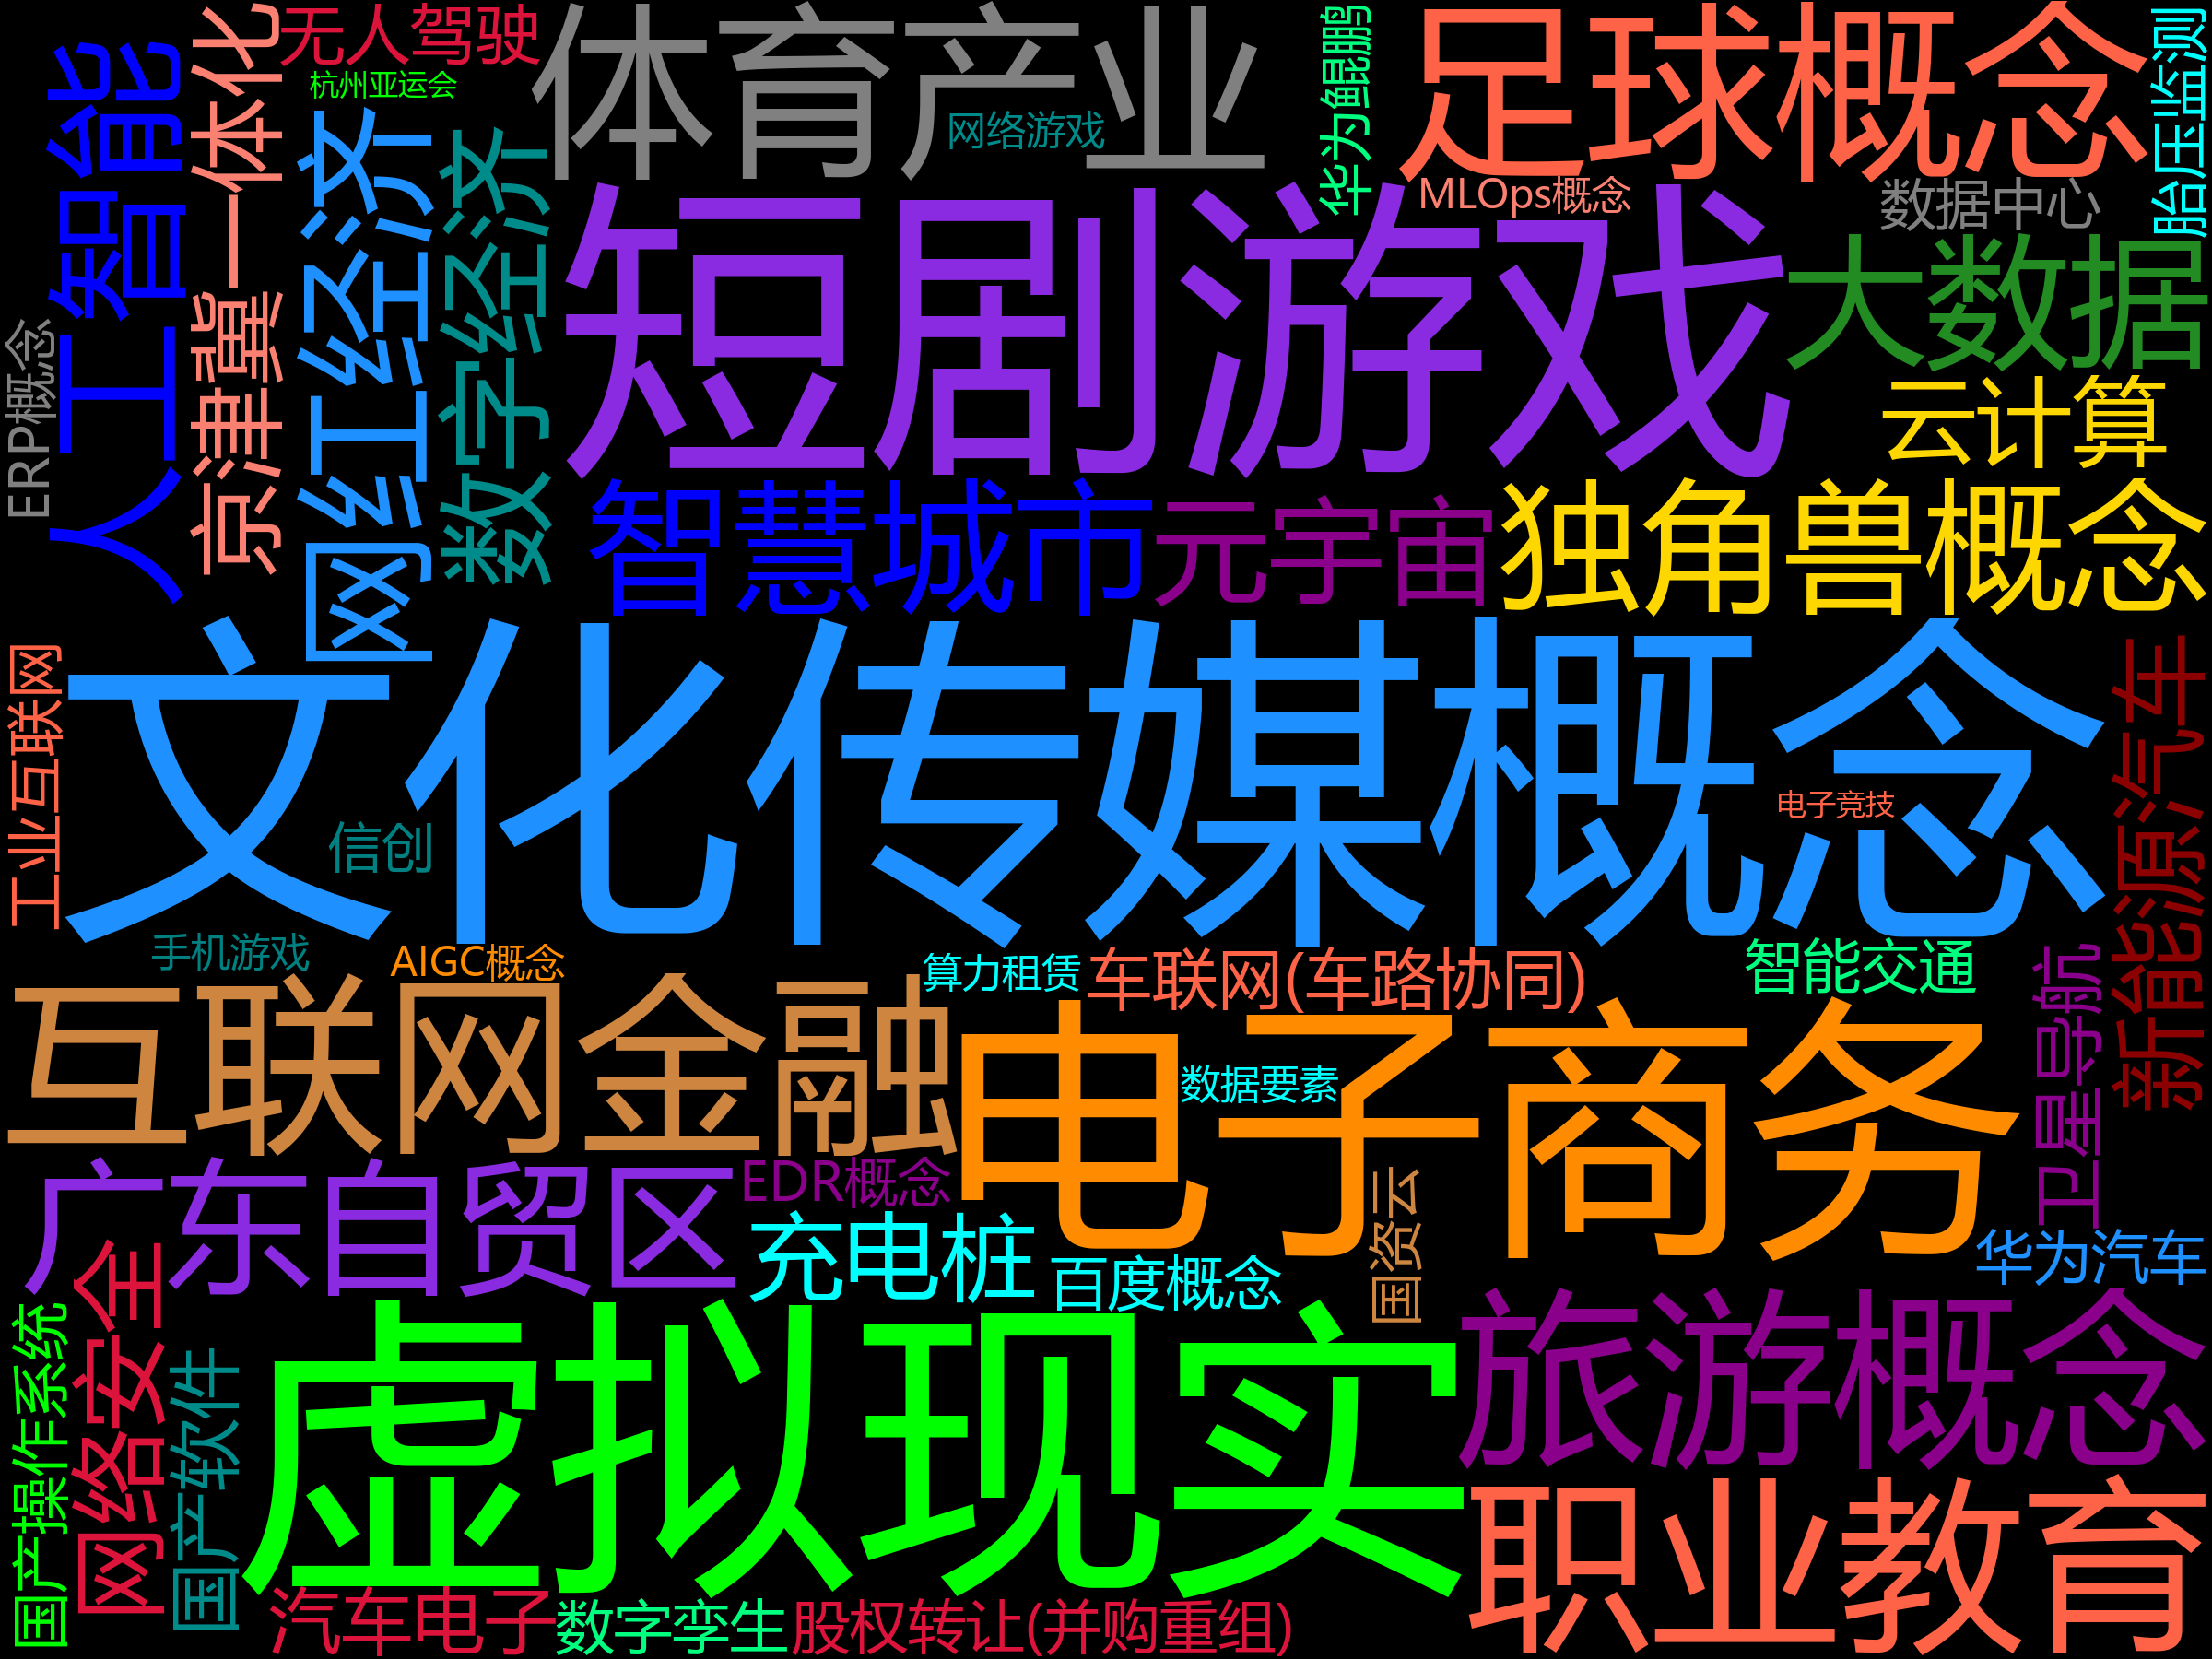 无人驾驶
杭州亚运会
体育产业
网络游戏
华为鲲鹏
足球概念
MLOps概念
数据中心
胎压监测
人工智能
京津冀一体化
网红经济
数字经济
短剧游戏
大数据
云计算
ERP概念
智慧城市
元宇宙
独角兽概念
工业互联网
文化传媒概念
信创
电子竞技
新能源汽车
手机游戏
AIGC概念
算力租赁
车联网(车路协同)
智能交通
卫星导航
互联网金融
电子商务
数据要素
广东自贸区
EDR概念
充电桩
百度概念
国资云
华为汽车
国产操作系统
网络安全
国产软件
虚拟现实
旅游概念
职业教育
汽车电子
数字孪生
股权转让(并购重组)